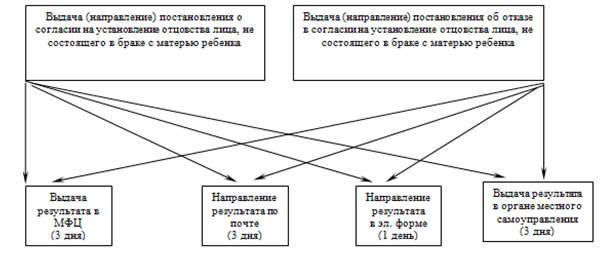 Выдача (направление) постановления о
согласии на установление отцовства лица, не
состоящего в браке с матерью ребенка
Выдача (направление) постановления об отказе
в согласии на установление отцовства лица, не
состоящего в браке с матерью ребенка
Выдача
результата в
МФЦ
(3 дня)
Направление
результата по
почте
(3 дня)
Направление
результата
в эл. форме
(1 день)
Выдача результата
в органе местного
самоуправления
(3 дня)